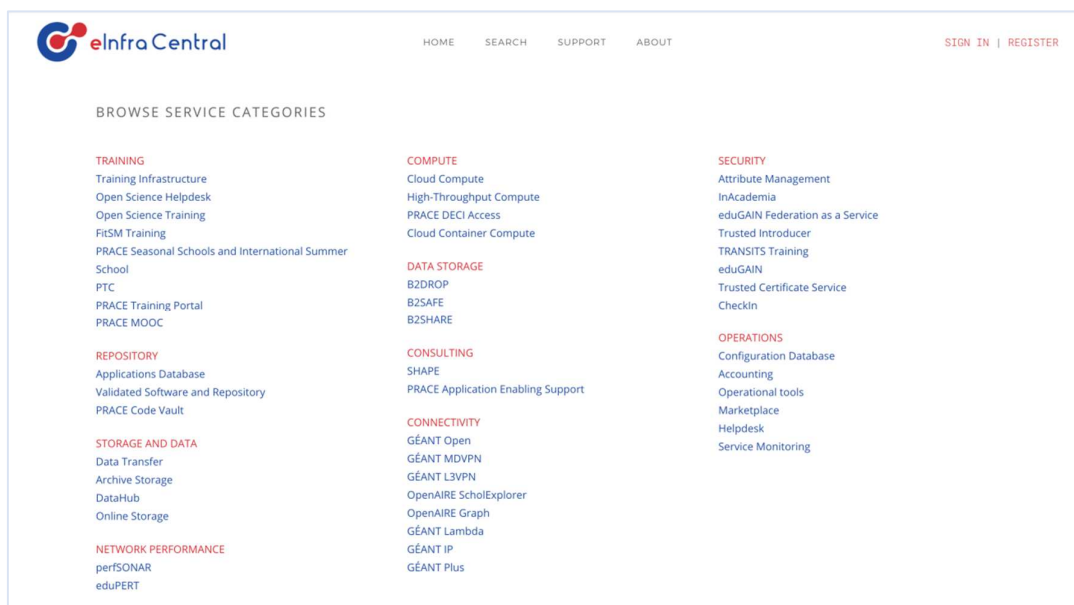 eInfraCentral
HOME SEARCH SUPPORT ABOUT
SIGN IN | REGISTER
BROWSE SERVICE CATEGORIES
TRAINING
Training Infrastructure
Open Science Helpdesk
Open Science Training
FitSM Training
PRACE Seasonal Schools and International Summer
School
PTC
PRACE Training Portal
PRACE MOOC
REPOSITORY
Applications Database
Validated Software and Repository
PRACE Code Vault
STORAGE AND DATA
Data Transfer
Archive Storage
DataHub
Online Storage
NETWORK PERFORMANCE
perfSONAR
eduPERT
COMPUTE
Cloud Compute
High-Throughput Compute
PRACE DECI Access
Cloud Container Compute
DATA STORAGE
B2DROP
B2SAFE
B2SHARE
CONSULTING
SHAPE
PRACE Application Enabling Support
CONNECTIVITY
GÉANT Open
GÉANT MDVPN
GÉANT L3VPN
OpenAIRE ScholExplorer
OpenAIRE Graph
GÉANT Lambda
GÉANT IP
GÉANT Plus
SECURITY
Attribute Management
InAcademia
eduGAIN Federation as a Service
Trusted Introducer
TRANSITS Training
eduGAIN
Trusted Certificate Service
CheckIn
OPERATIONS
Configuration Database
Accounting
Operational tools
Marketplace
Helpdesk
Service Monitoring